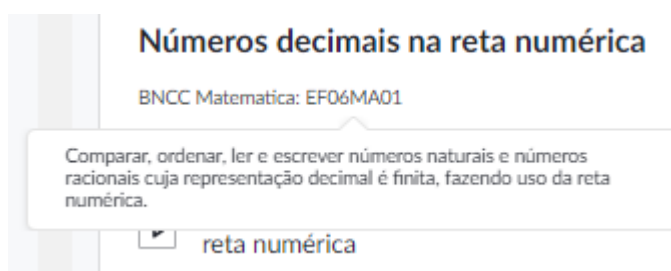 Números decimais na reta numérica
BNCC Matematica: EF06MA01
Comparar, ordenar, ler e escrever números naturais e números
racionais cuja representação decimal é finita, fazendo uso da reta
numérica.
reta numérica